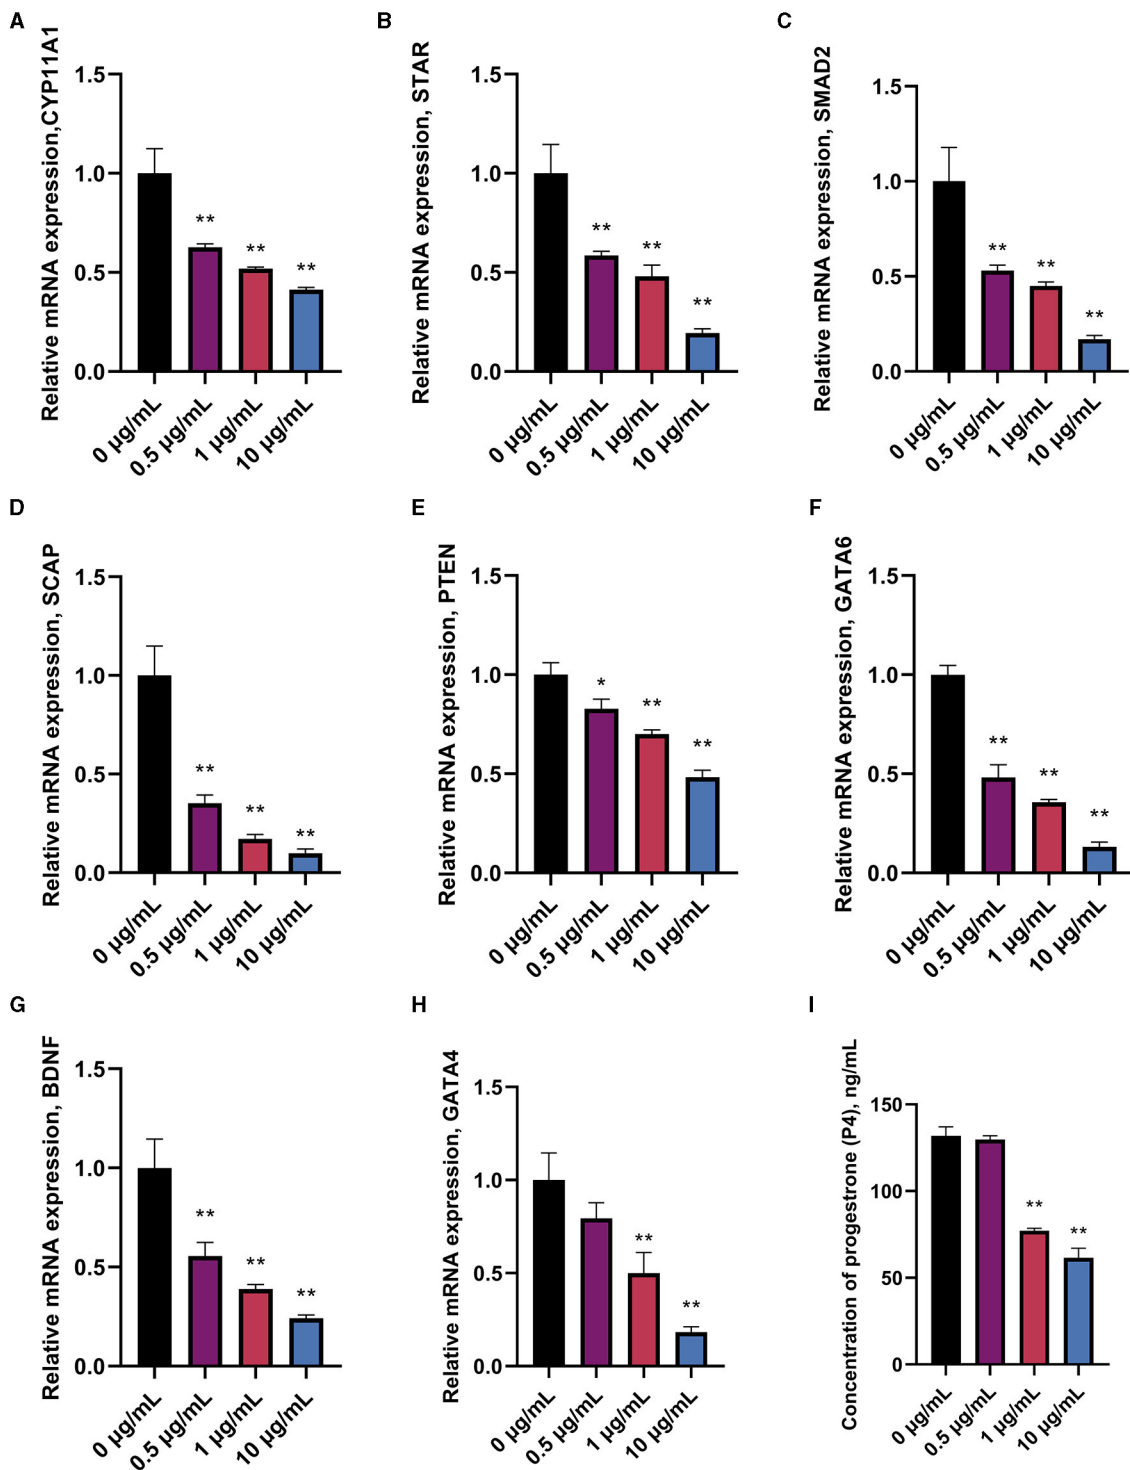 A
Relative mRNA expression,CYP11A1
1.5
1.0
0.5
0.0
**
**
**
0 µg/mL
0.5 µg/mL
1 µg/mL
10 µg/mL
B
Relative mRNA expression, STAR
1.5
1.0
0.5
0.0
**
**
**
0 µg/mL
0.5 µg/mL
1 µg/mL
10 µg/mL
C
Relative mRNA expression, SMAD2
1.5
1.0
0.5
0.0
**
**
**
0 µg/mL
0.5 µg/mL
1 µg/mL
10 µg/mL
D
Relative mRNA expression, SCAP
1.5
1.0
0.5
0.0
**
**
**
0 µg/mL
0.5 µg/mL
1 µg/mL
10 µg/mL
E
Relative mRNA expression, PTEN
1.5
1.0
0.5
0.0
*
**
**
0 µg/mL
0.5 µg/mL
1 µg/mL
10 µg/mL
F
Relative mRNA expression, GATA6
1.5
1.0
0.5
0.0
**
**
**
0 µg/mL
0.5 µg/mL
1 µg/mL
10 µg/mL
G
Relative mRNA expression, BDNF
1.5
1.0
0.5
0.0
**
**
**
0 µg/mL
0.5 µg/mL
1 µg/mL
10 µg/mL
H
Relative mRNA expression, GATA4
1.5
1.0
0.5
0.0
**
**
0 µg/mL
0.5 µg/mL
1 µg/mL
10 µg/mL
I
Concentration of progestrone (P4), ng/mL
150
100
50
0
**
**
0 µg/mL
0.5 µg/mL
1 µg/mL
10 µg/mL